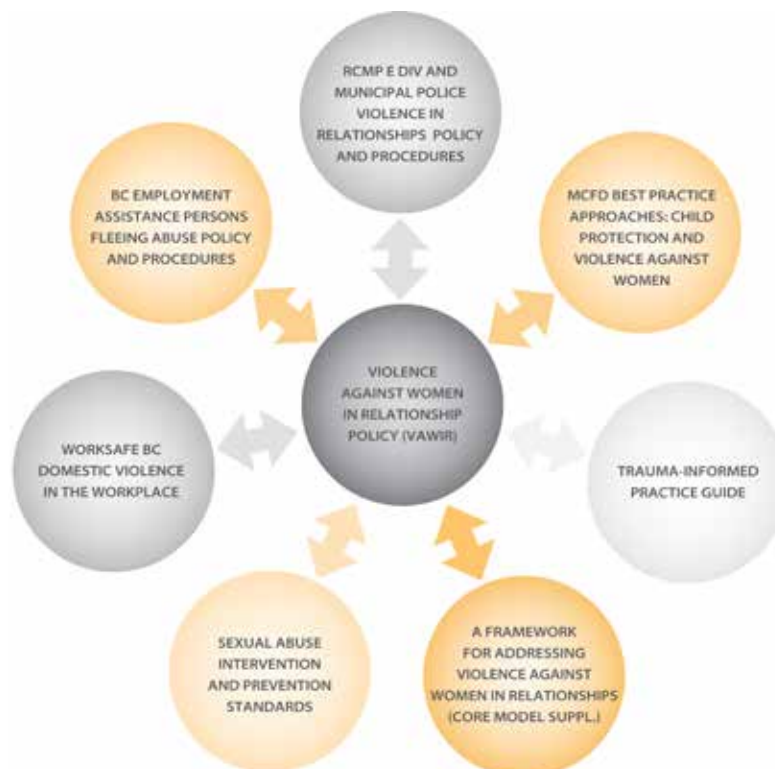 RCMP E DIV AND
MUNICIPAL POLICE
VIOLENCE IN
RELATIONSHIPS POLICY
AND PROCEDURES
BC EMPLOYMENT
ASSISTANCE PERSONS
FLEEING ABUSE POLICY
AND PROCEDURES
MCFD BEST PRACTICE
APPROACHES: CHILD
PROTECTION AND
VIOLENCE AGAINST
WOMEN
VIOLENCE
AGAINST WOMEN
IN RELATIONSHIP
POLICY (VAWIR)
WORKSAFE BC
DOMESTIC VIOLENCE
IN THE WORKPLACE
TRAUMA-INFORMED
PRACTICE GUIDE
SEXUAL ABUSE
INTERVENTION
AND PREVENTION
STANDARDS
A FRAMEWORK
FOR ADDRESSING
VIOLENCE AGAINST
WOMEN IN RELATIONSHIPS
(CORE MODEL SUPPL.)